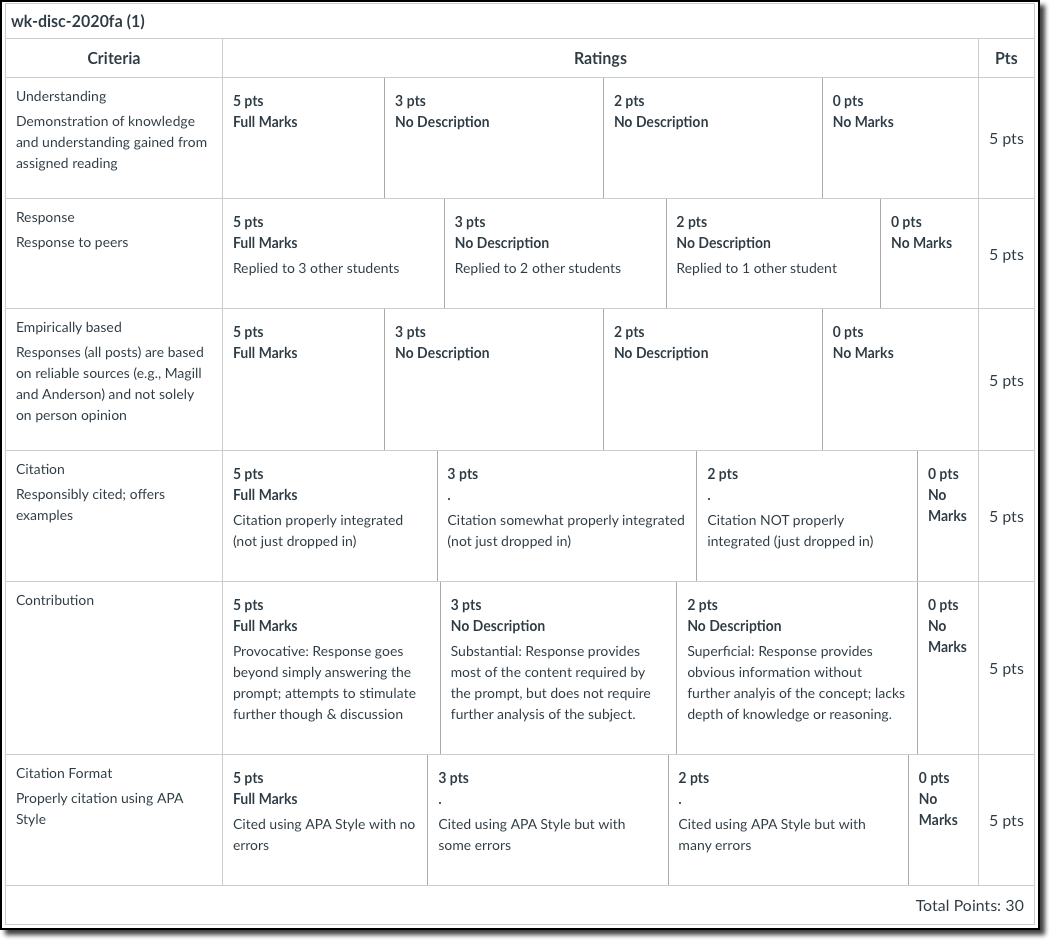 wk-disc-2020fa (1)
Criteria
Ratings
Pts
Understanding
Demonstration of knowledge
and understanding gained from
assigned reading
5 pts
Full Marks
3 pts
No Description
2 pts
No Description
0 pts
No Marks
5 pts
Response
Response to peers
5 pts
Full Marks
Replied to 3 other students
3 pts
No Description
Replied to 2 other students
2 pts
No Description
Replied to 1 other student
0 pts
No Marks
5 pts
Empirically based
Responses (all posts) are based
on reliable sources (e.g., Magill
and Anderson) and not solely
on person opinion
5 pts
Full Marks
3 pts
No Description
2 pts
No Description
0 pts
No Marks
5 pts
Citation
Responsibly cited; offers
examples
5 pts
Full Marks
Citation properly integrated
(not just dropped in)
3 pts
.
Citation somewhat properly integrated
(not just dropped in)
2 pts
.
Citation NOT properly
integrated (just dropped in)
0 pts
No
Marks
5 pts
Contribution
5 pts
Full Marks
Provocative: Response goes
beyond simply answering the
prompt; attempts to stimulate
further though & discussion
3 pts
No Description
Substantial: Response provides
most of the content required by
the prompt, but does not require
further analysis of the subject.
2 pts
No Description
Superficial: Response provides
obvious information without
further analyis of the concept; lacks
depth of knowledge or reasoning.
0 pts
No
Marks
5 pts
Citation Format
Properly citation using APA
Style
5 pts
Full Marks
Cited using APA Style with no
errors
3 pts
.
Cited using APA Style but with
some errors
2 pts
.
Cited using APA Style but with
many errors
0 pts
No
Marks
5 pts
Total Points: 30